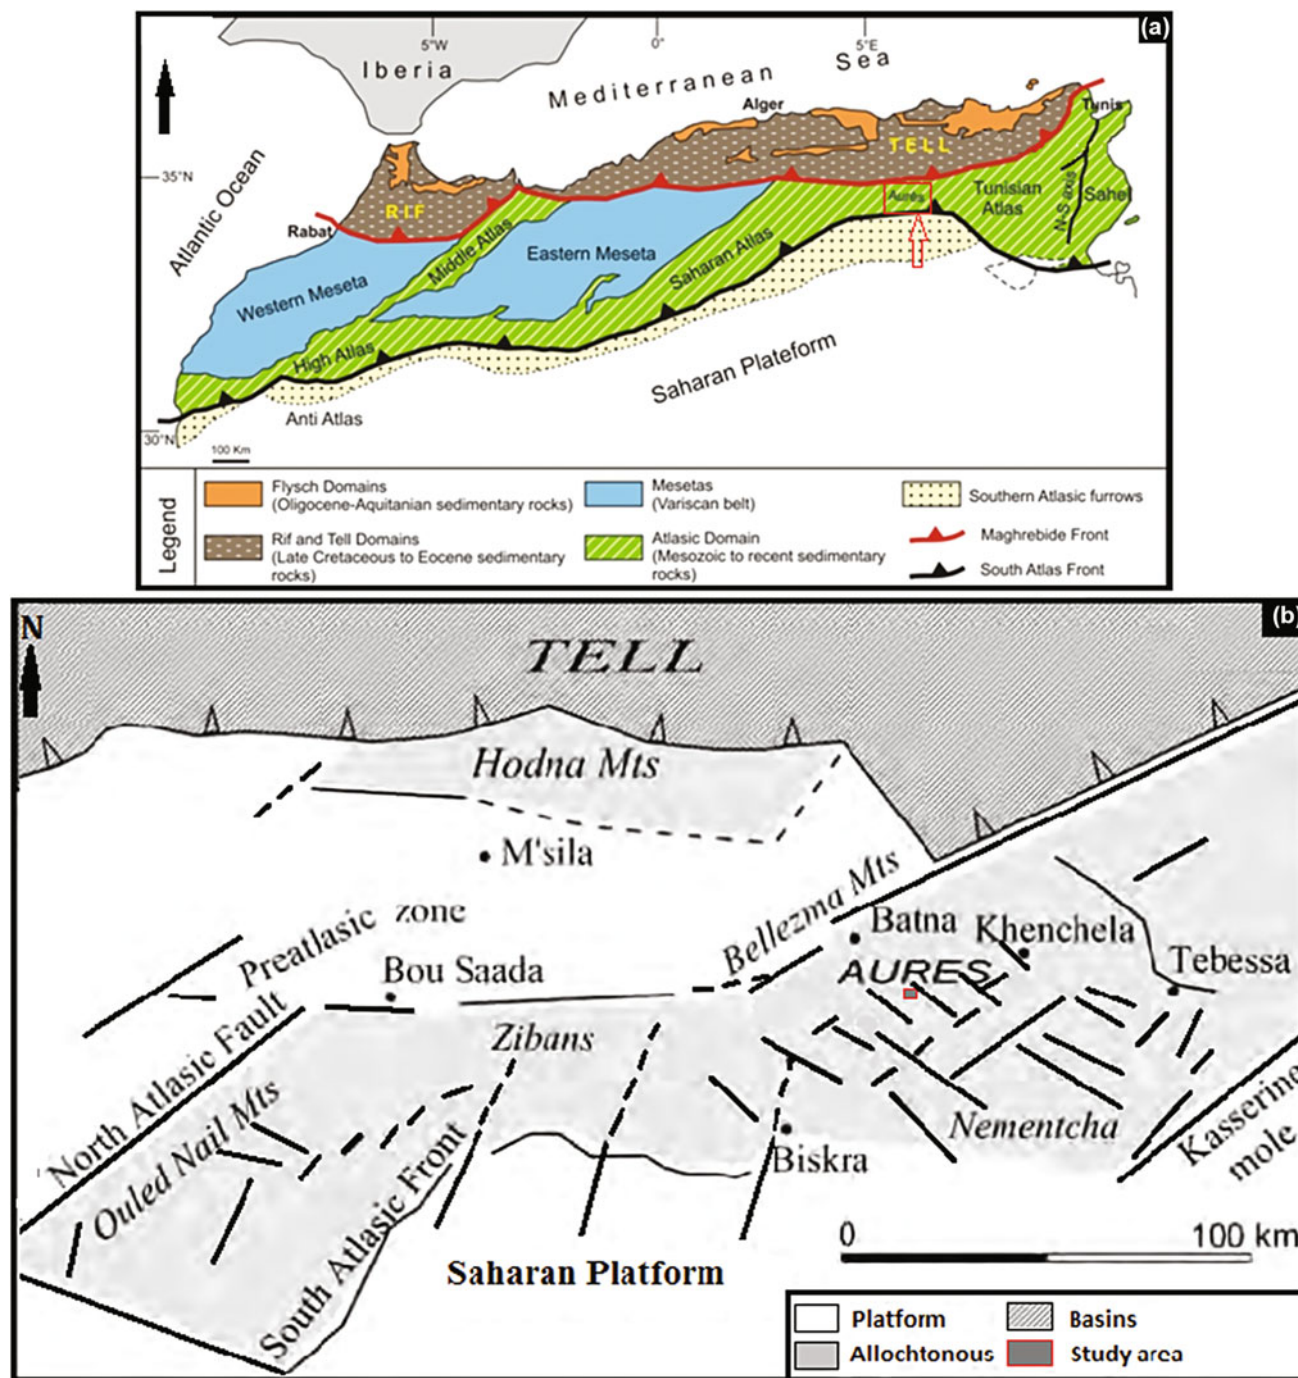 (a)
5°W
0°
5°E
Iberia
Mediterranean Sea
Alger
Tunis
TELL
Atlantic Ocean
35°N
RIF
Rabat
Middle Atlas
Aurès
Tunisian
Atlas
N-S axis
Sahel
Eastern Meseta
Saharan Atlas
Western Meseta
High Atlas
Saharan Plateform
Anti Atlas
30°N
100 Km
Legend
Flysch Domains
(Oligocene-Aquitanian sedimentary rocks)
Rif and Tell Domains
(Late Cretaceous to Eocene sedimentary
rocks)
Mesetas
(Variscan belt)
Atlasic Domain
(Mesozoic to recent sedimentary
rocks)
Southern Atlasic furrows
Maghrebide Front
South Atlas Front
(b)
N
TELL
Hodna Mts
M'sila
Preatlasic zone
Bellezma Mts
Batna
Khenchela
Bou Saada
AURES
Tebessa
North Atlasic Fault
Zibans
Ouled Nail Mts
Nementcha
Biskra
Kasserine
mole
South Atlasic Front
Saharan Platform
0
100 km
Platform
Basins
Allochtonous
Study area